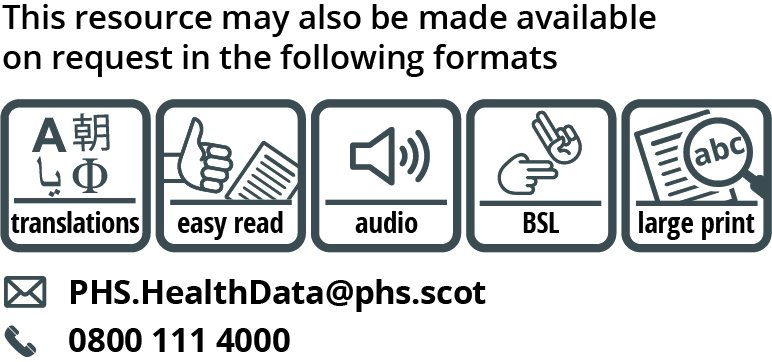 This resource may also be made available
on request in the following formats
A 朝
يا Φ
translations
easy read
audio
BSL
abc
large print
PHS.HealthData@phs.scot
0800 111 4000